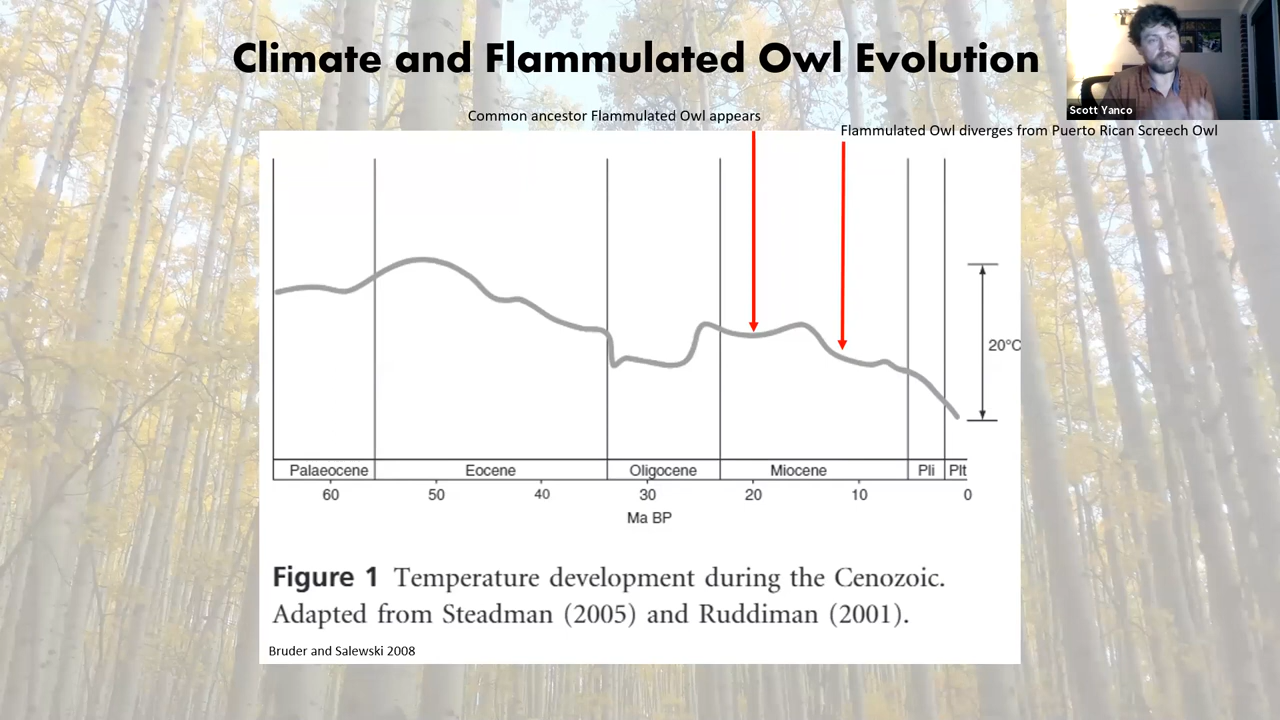 Climate and Flammulated Owl Evolution
Scott Yanco
Common ancestor Flammulated Owl appears
Flammulated Owl diverges from Puerto Rican Screech Owl
20°C
Palaeocene Eocene Oligocene Miocene Pli Plt
60 50 40 30 20 10 0
Ma BP
Figure 1 Temperature development during the Cenozoic.
Adapted from Steadman (2005) and Ruddiman (2001).
Bruder and Salewski 2008